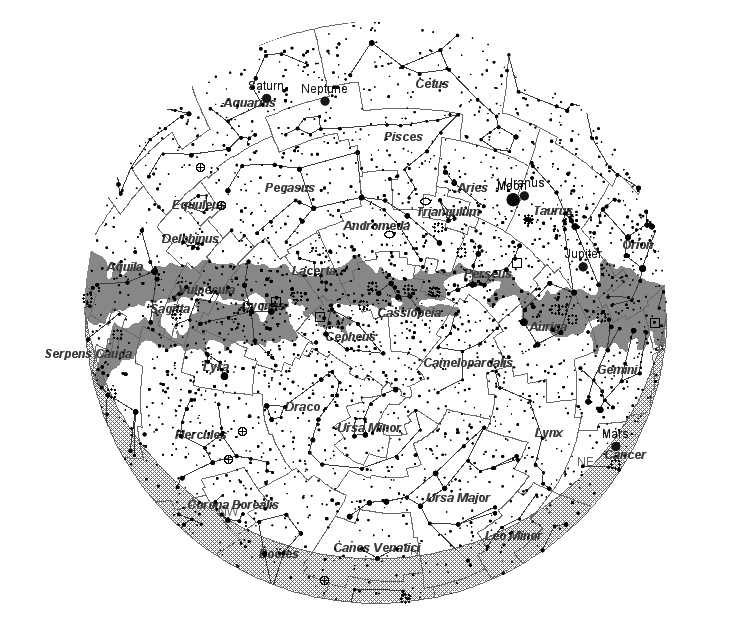 Cetus
Saturn
Neptune
Aquarius
Pisces
Pegasus
Aries
Uranus
Equuleus
Triangulum
Taurus
Andromeda
Delphinus
Orion
Jupiter
Aquila
Lacerta
Perseus
Vulpecula
Sagitta
Cygnus
Cassiopeia
Auriga
Cepheus
Serpens Cauda
Camelopardalis
Lyra
Gemini
Draco
Ursa Minor
Hercules
Lynx
Mars
Cancer
NE
Ursa Major
Corona Borealis
NW
Leo Minor
Canes Venatici
Bootes